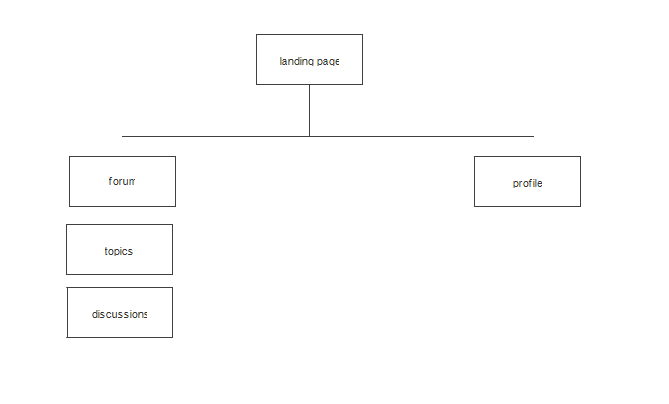 landing page
forum
profile
topics
discussions